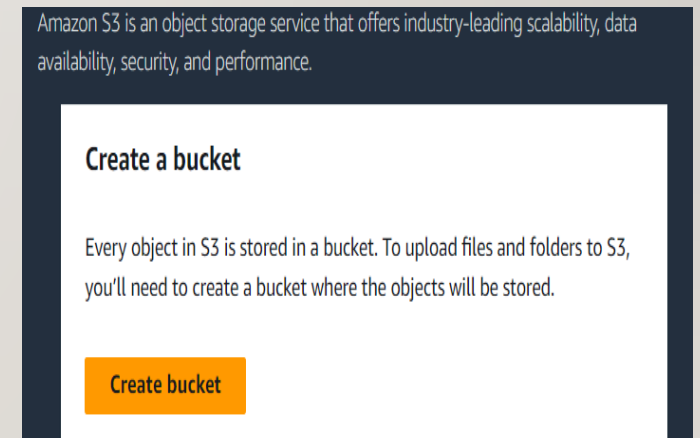 Amazon S3 is an object storage service that offers industry-leading scalability, data
availability, security, and performance.
Create a bucket
Every object in S3 is stored in a bucket. To upload files and folders to S3,
you'll need to create a bucket where the objects will be stored.
Create bucket